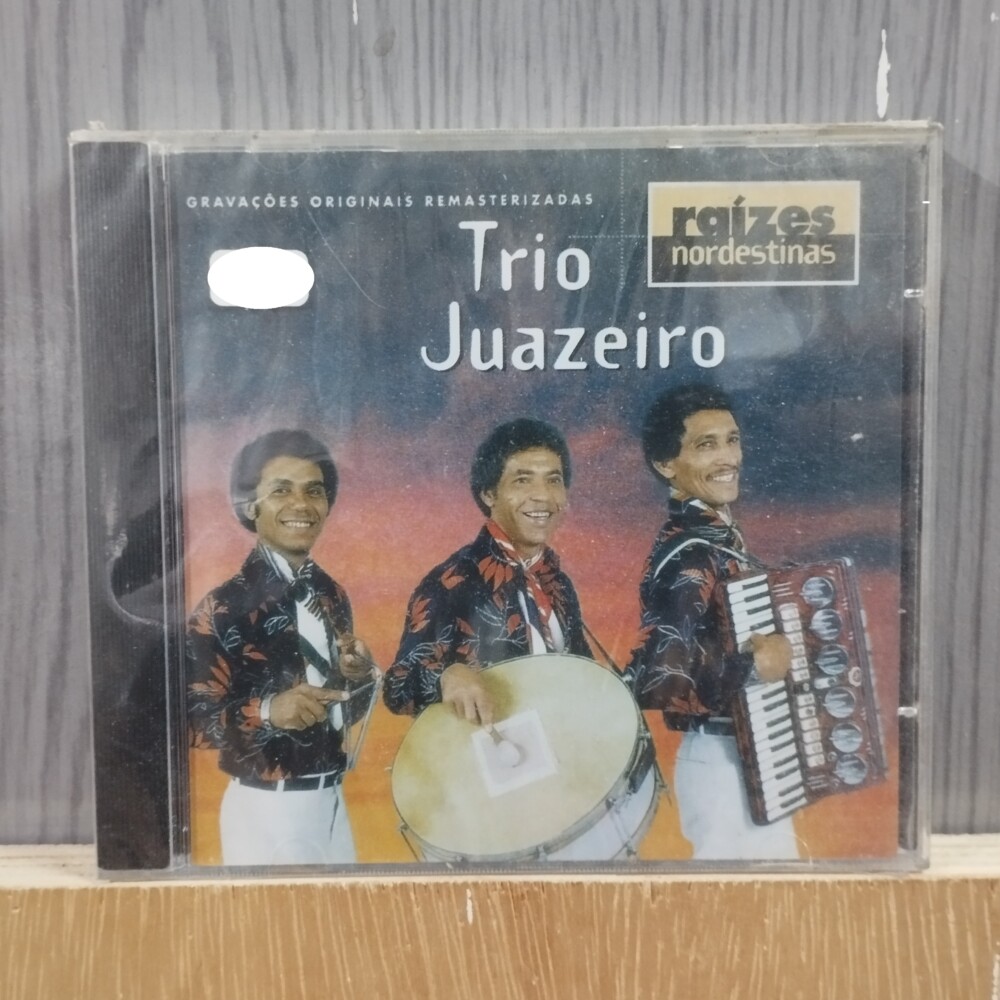 GRAVAÇÕES ORIGINAIS REMASTERIZADAS
raízes
nordestinas
Trio
Juazeiro